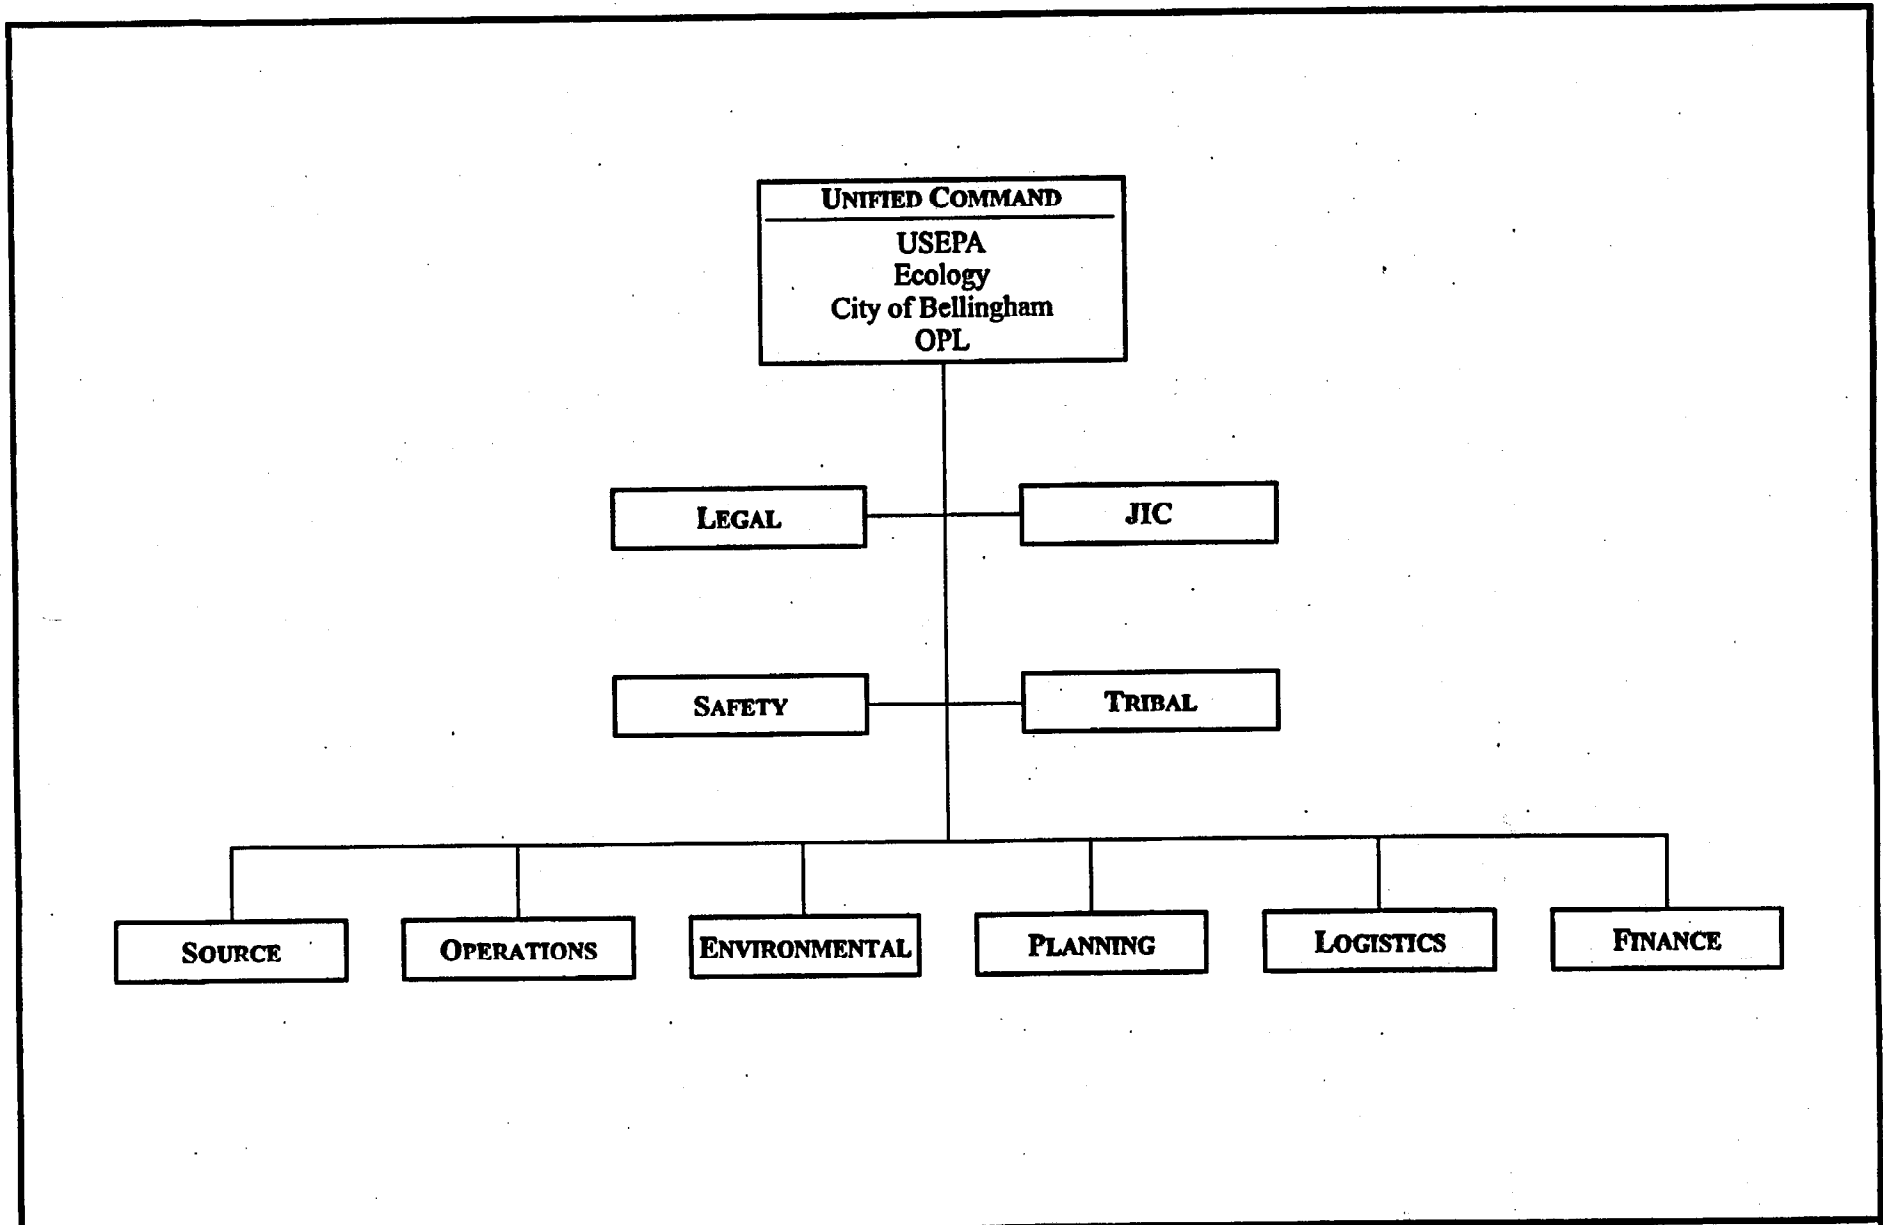 UNIFIED COMMAND
USEPA
Ecology
City of Bellingham
OPL
LEGAL
JIC
SAFETY
TRIBAL
SOURCE
OPERATIONS
ENVIRONMENTAL
PLANNING
LOGISTICS
FINANCE